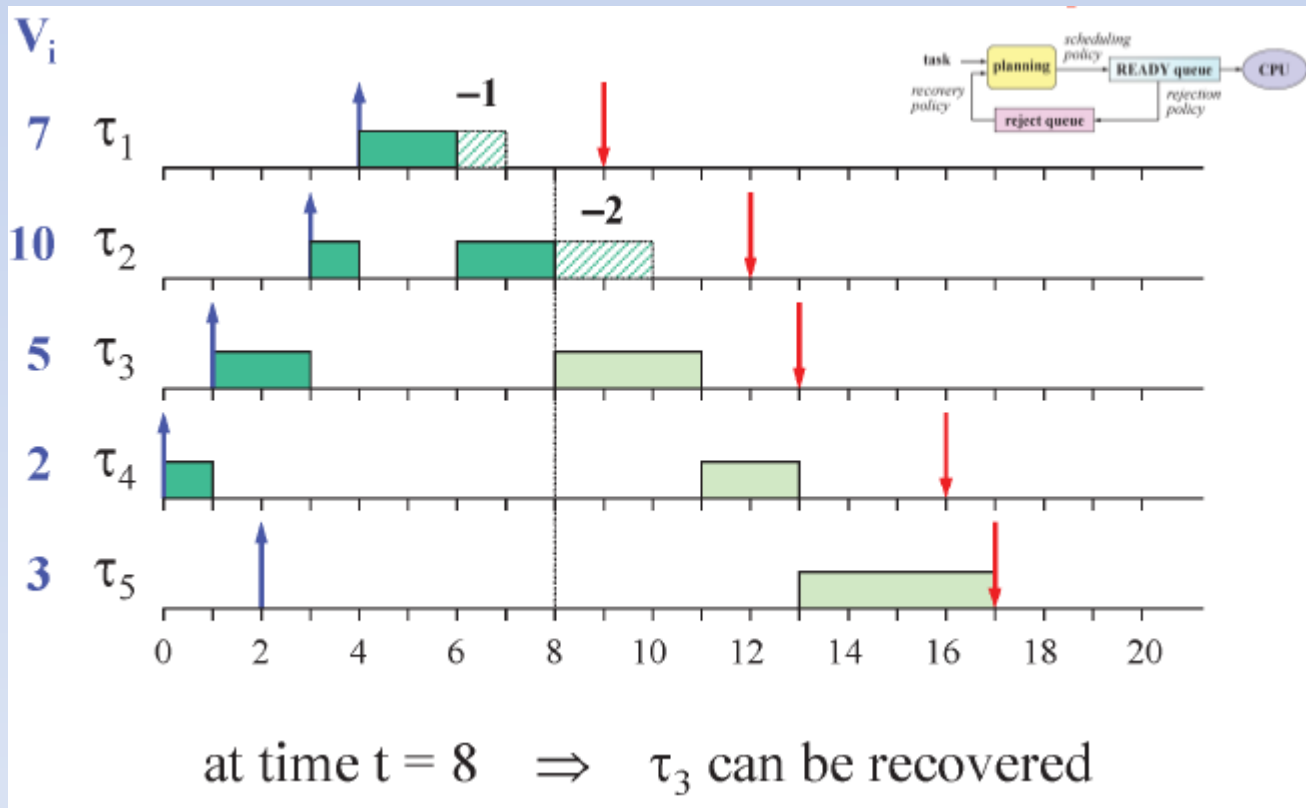 Vᵢ
task
planning
scheduling
policy
READY queue
CPU
recovery
policy
rejection
policy
reject queue
7 τ₁ –1
10 τ₂ –2
5 τ₃
2 τ₄
3 τ₅
0 2 4 6 8 10 12 14 16 18 20
at time t = 8 ⇒ τ₃ can be recovered